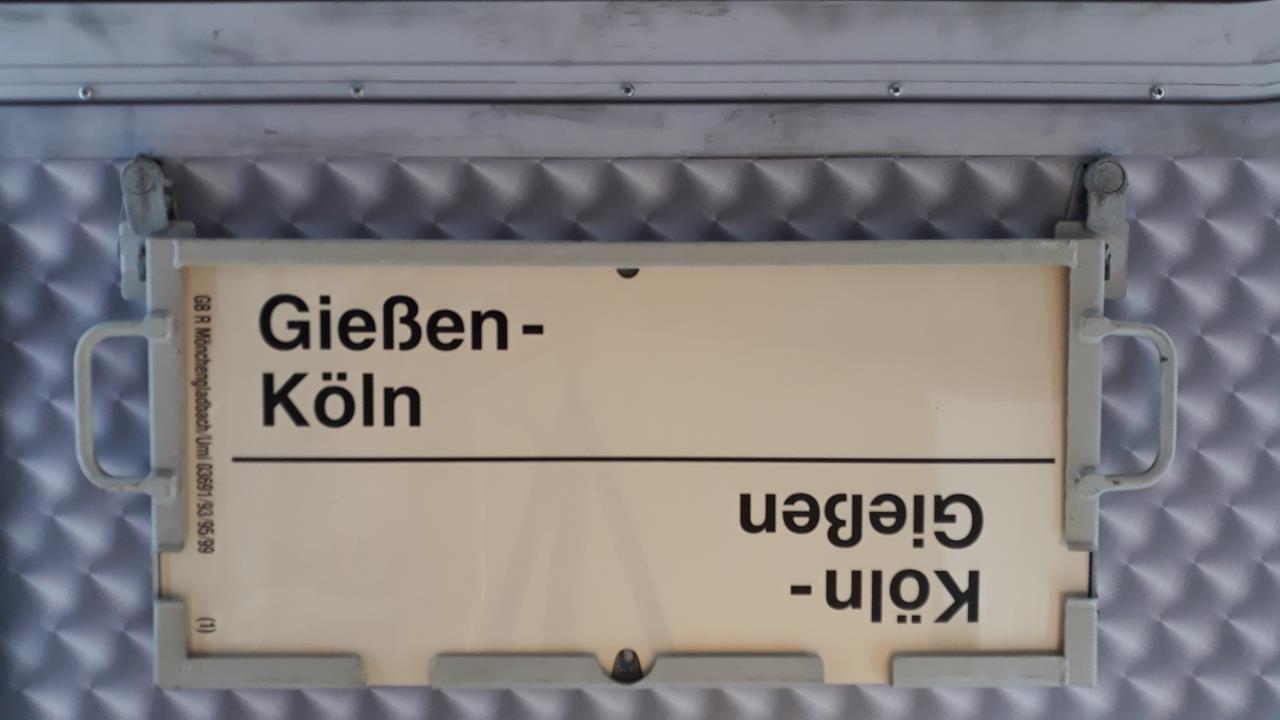 Gießen-
Köln
Köln-
Gießen
GB R Mönchengladbach/Uml 03691/93/95/99
(1)